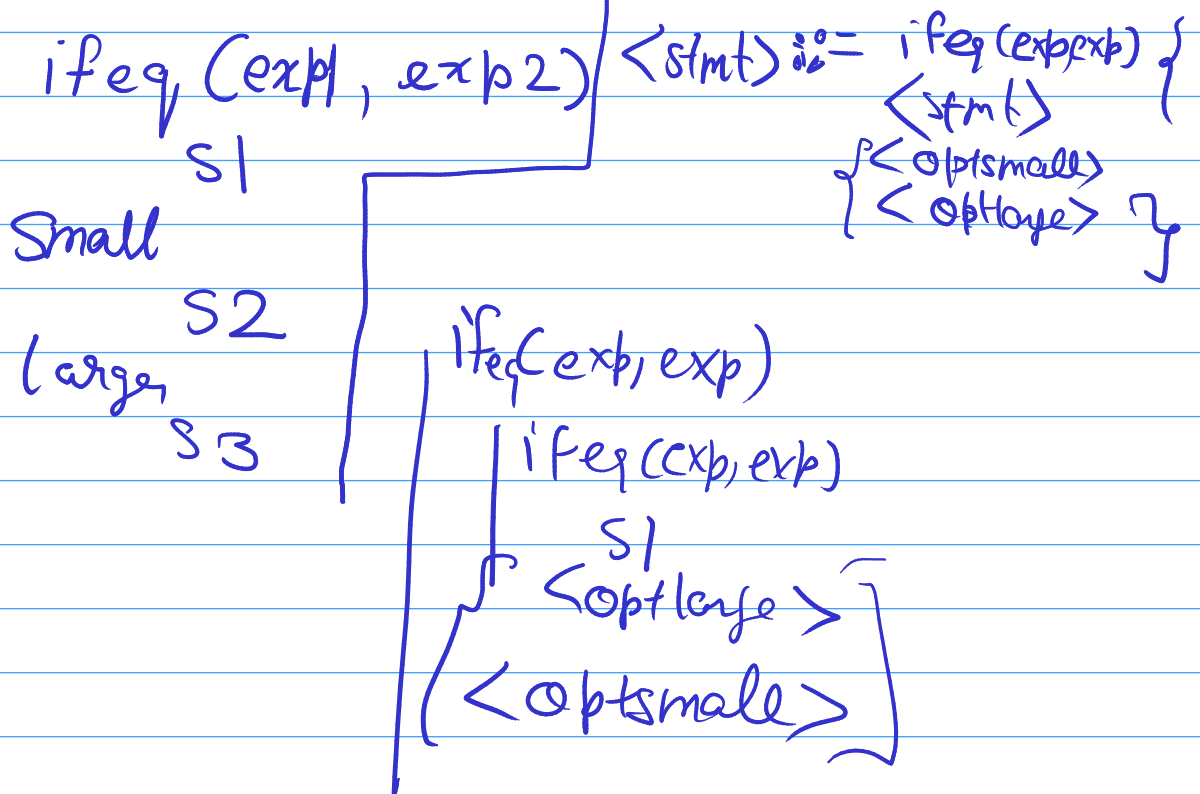 ifeq (exp1, exp2)
S1
Small
S2
large,
S3
<stmt> ::= ifeq (exp,exp) {
<stmt>
{ <optsmall>
<optlarge> }
ifeq (exp, exp)
ifeq (exp, exp)
S1
<optlarge>
<optsmall>